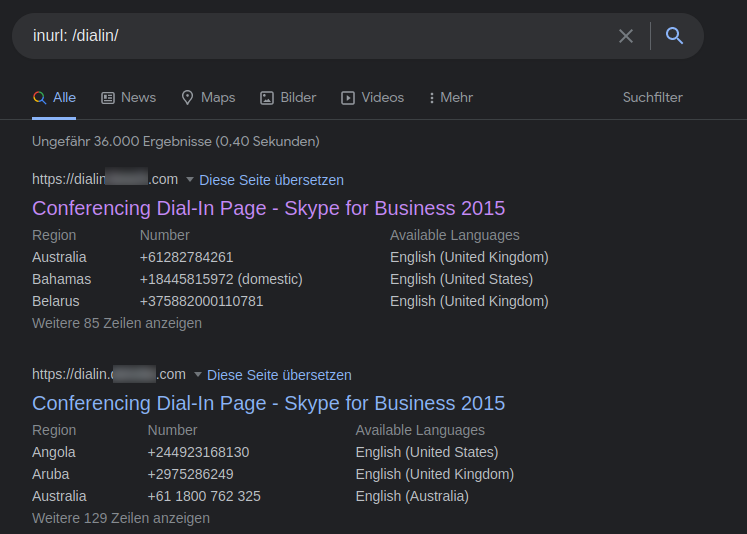 inurl: /dialin/
Alle News Maps Bilder Videos Mehr Suchfilter
Ungefähr 36.000 Ergebnisse (0,40 Sekunden)
https://dialin .com Diese Seite übersetzen
Conferencing Dial-In Page - Skype for Business 2015
Region Number Available Languages
Australia +61282784261 English (United Kingdom)
Bahamas +18445815972 (domestic) English (United States)
Belarus +375882000110781 English (United Kingdom)
Weitere 85 Zeilen anzeigen
https://dialin. .com Diese Seite übersetzen
Conferencing Dial-In Page - Skype for Business 2015
Region Number Available Languages
Angola +244923168130 English (United States)
Aruba +2975286249 English (United Kingdom)
Australia +61 1800 762 325 English (Australia)
Weitere 129 Zeilen anzeigen